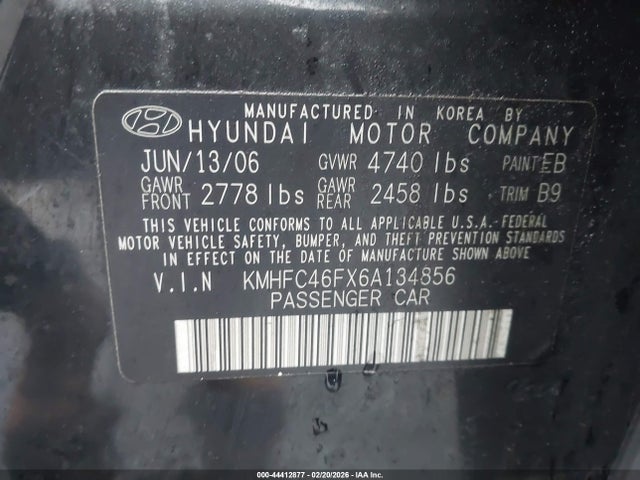 MANUFACTURED IN KOREA BY
HYUNDAI MOTOR COMPANY
JUN/13/06 GVWR 4740 lbs PAINT EB
GAWR FRONT 2778 lbs GAWR REAR 2458 lbs TRIM B9
THIS VEHICLE CONFORMS TO ALL APPLICABLE U.S.A.-FEDERAL
MOTOR VEHICLE SAFETY, BUMPER, AND THEFT PREVENTION STANDARDS
IN EFFECT ON THE DATE OF MANUFACTURE SHOWN ABOVE
V.I.N KMHFC46FX6A134856
PASSENGER CAR
000-44412877 - 02/20/2026 - © COPYRIGHT IAA, LLC